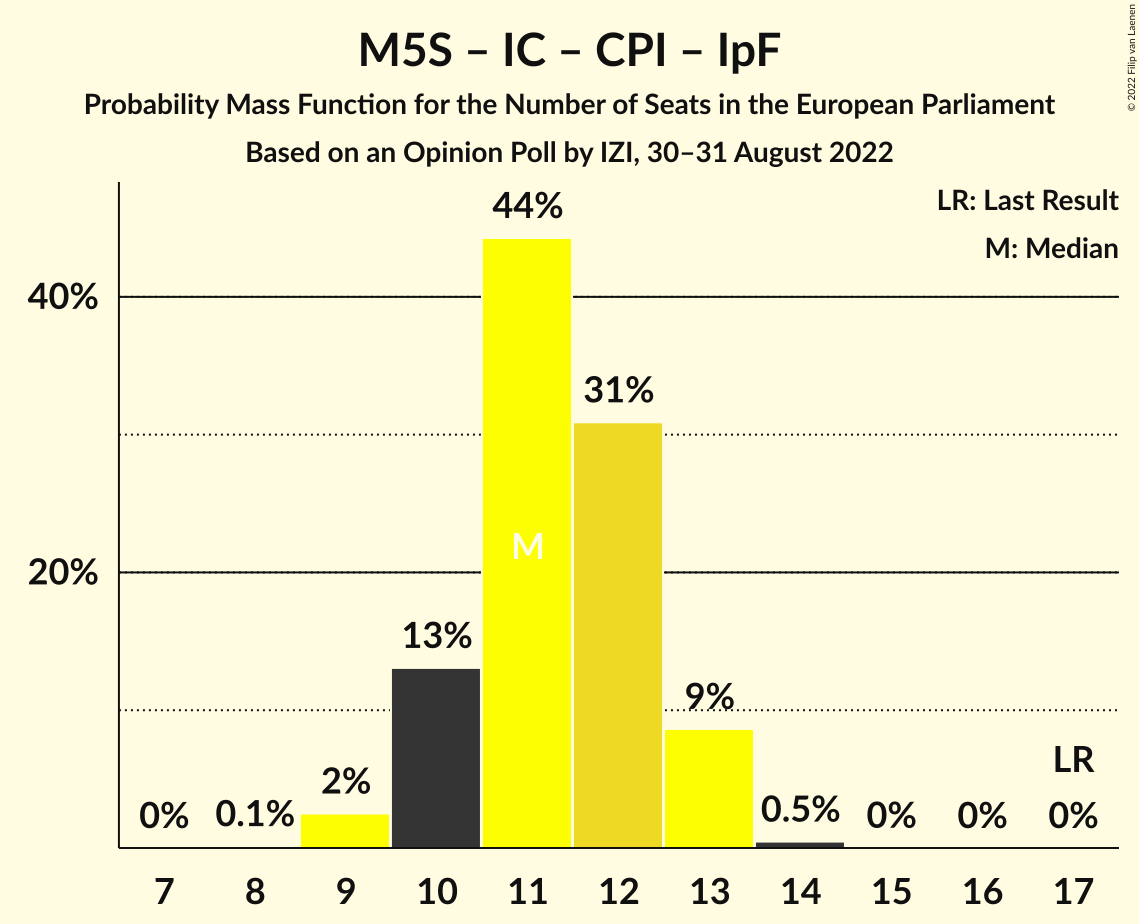 M5S – IC – CPI – IpF
Probability Mass Function for the Number of Seats in the European Parliament
Based on an Opinion Poll by IZI, 30–31 August 2022
© 2022 Filip van Laenen
LR: Last Result
M: Median
44%
40%
31%
M
20%
13%
9%
LR
2%
0%
0.1%
0.5%
0%
0%
0%
7 8 9 10 11 12 13 14 15 16 17